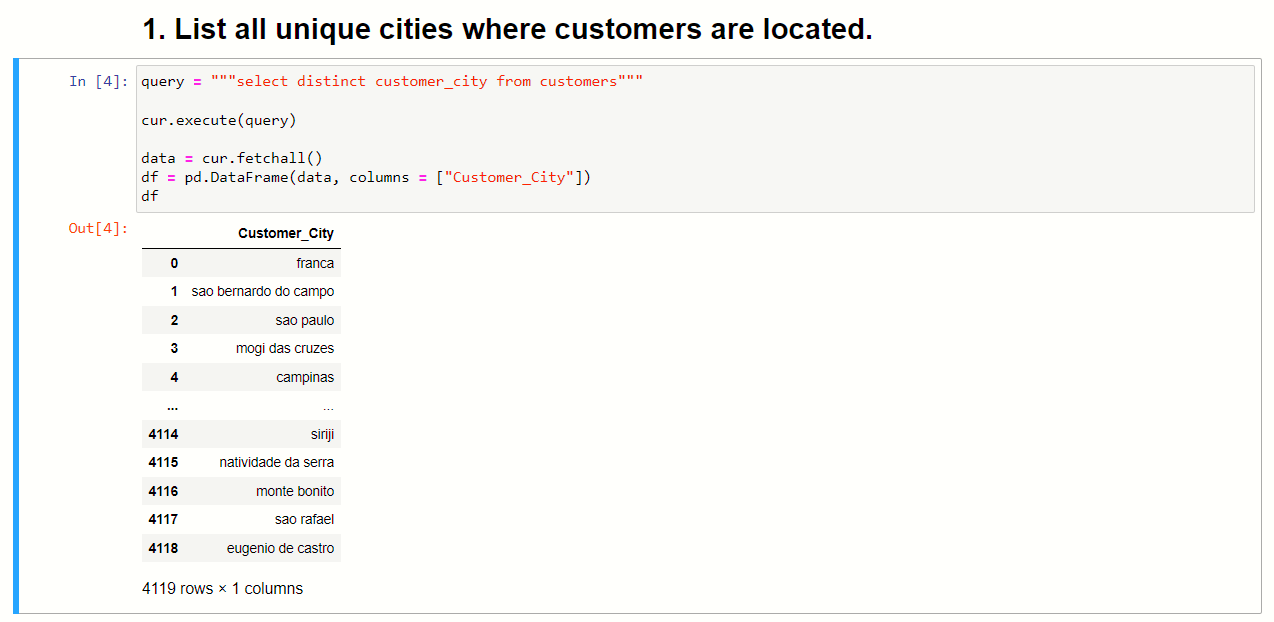 1. List all unique cities where customers are located.
In [4]: query = """select distinct customer_city from customers"""
cur.execute(query)
data = cur.fetchall()
df = pd.DataFrame(data, columns = ["Customer_City"])
df
Out[4]:
Customer_City
0 franca
1 sao bernardo do campo
2 sao paulo
3 mogi das cruzes
4 campinas
... ...
4114 siriji
4115 natividade da serra
4116 monte bonito
4117 sao rafael
4118 eugenio de castro
4119 rows × 1 columns